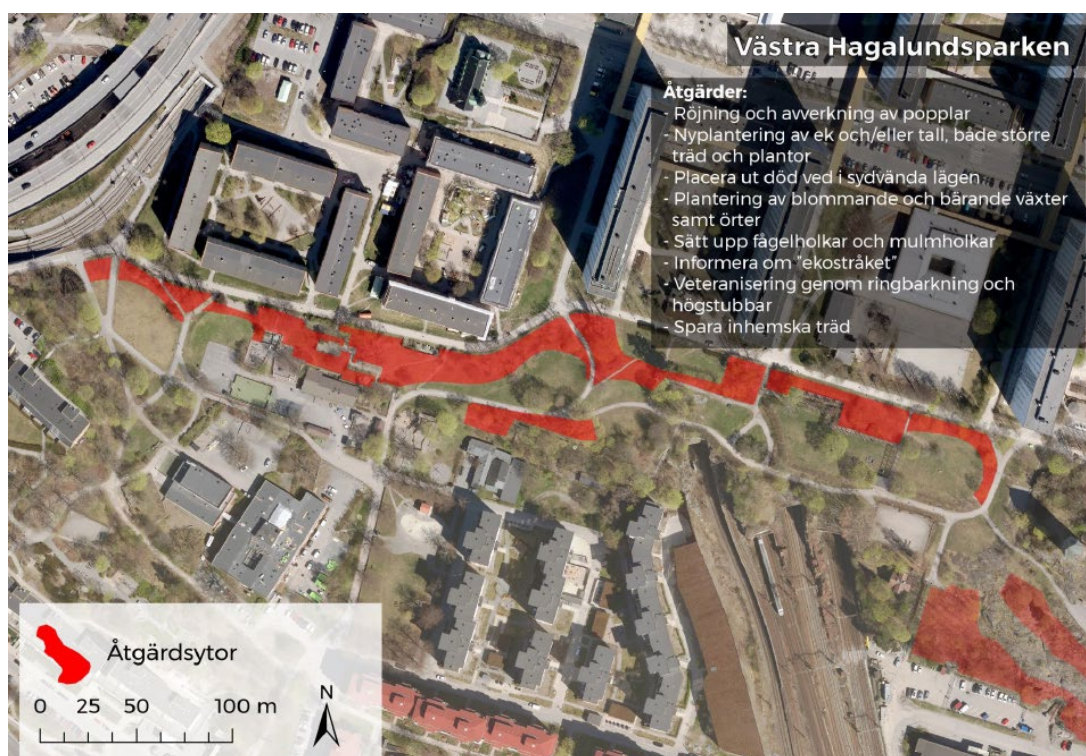 Västra Hagalundsparken
Åtgärder:
- Röjning och avverkning av popplar
- Nyplantering av ek och/eller tall, både större
träd och plantor
- Placera ut död ved i sydvända lägen
- Plantering av blommande och bärande växter
samt örter
- Sätt upp fågelholkar och mulmholkar
- Informera om "ekostråket"
- Veteranisering genom ringbarkning och
högstubbar
- Spara inhemska träd
Åtgärdsytor
0 25 50 100 m
N